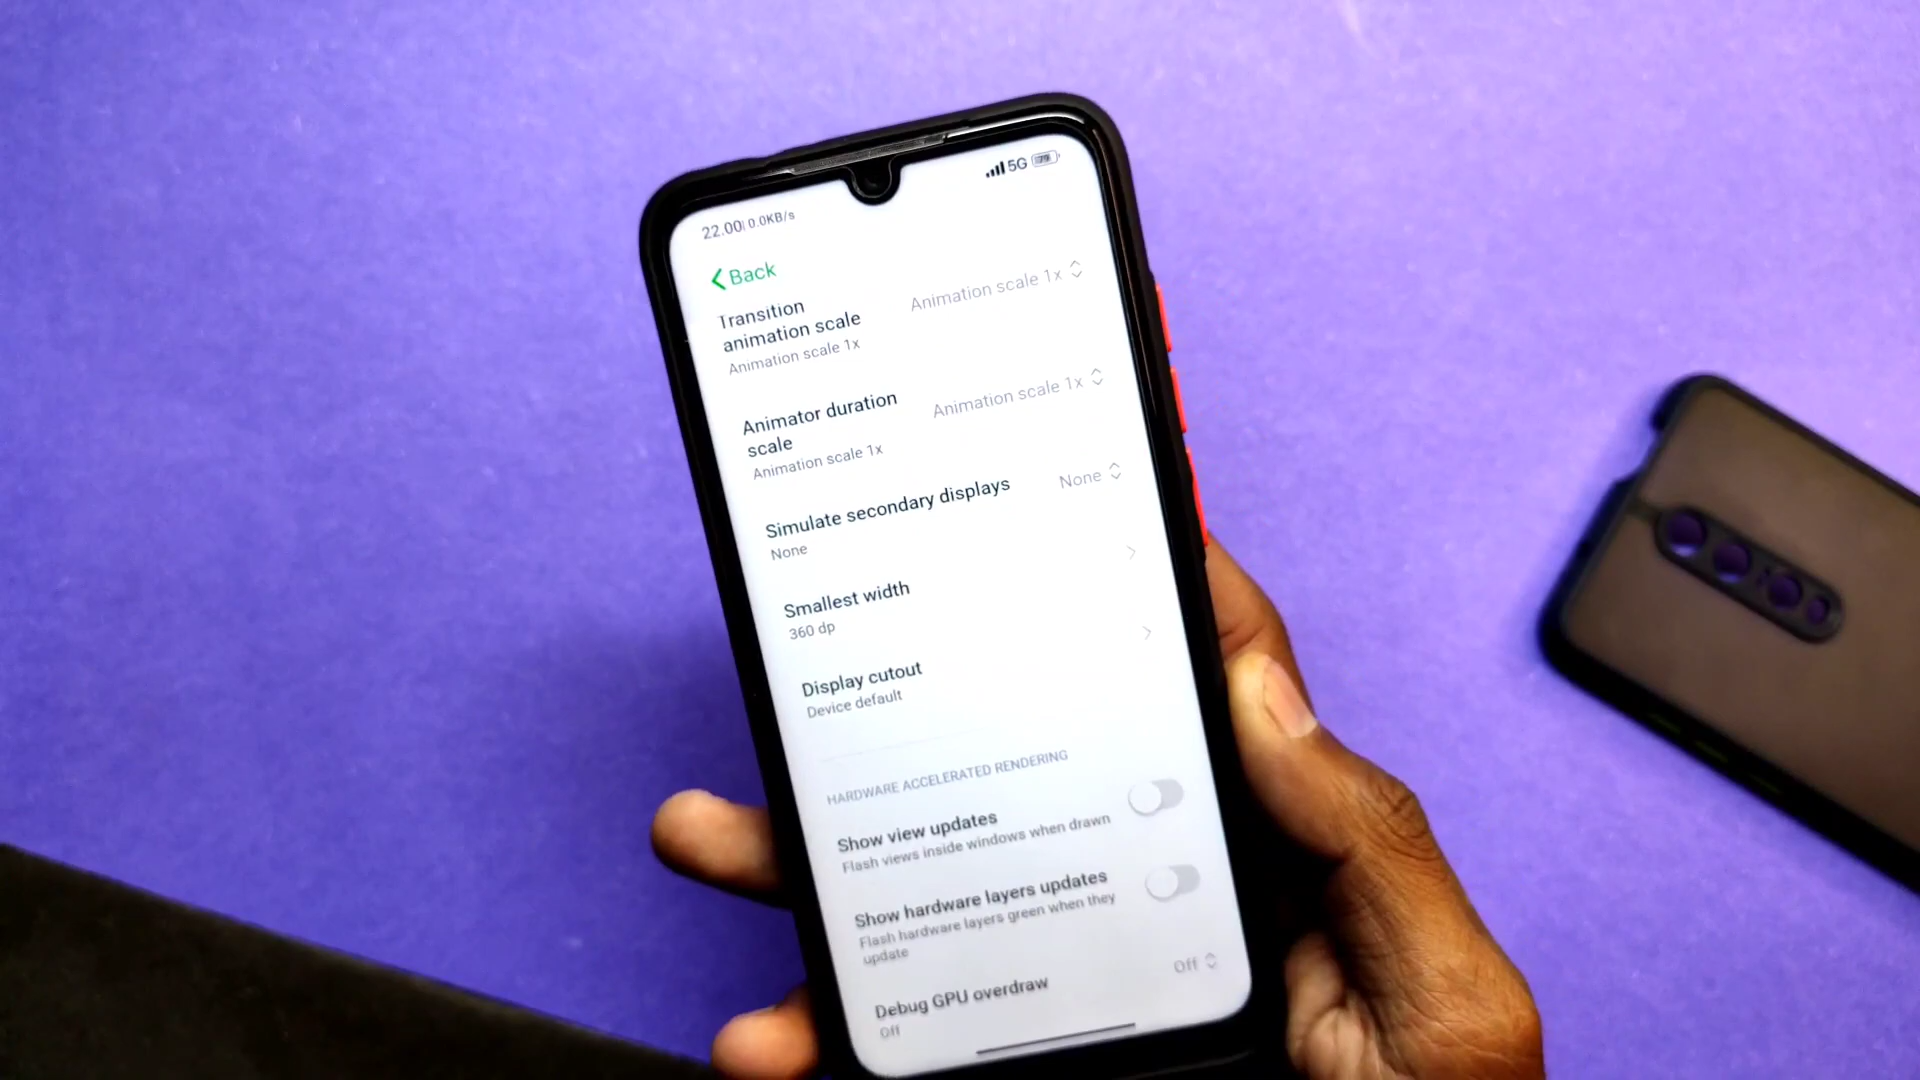 22.00| 0.0KB/s
5G 79
Back
Transition
animation scale
Animation scale 1x
Animation scale 1x
Animator duration
scale
Animation scale 1x
Animation scale 1x
Simulate secondary displays
None
None
Smallest width
360 dp
Display cutout
Device default
HARDWARE ACCELERATED RENDERING
Show view updates
Flash views inside windows when drawn
Show hardware layers updates
Flash hardware layers green when they
update
Debug GPU overdraw
Off
Off